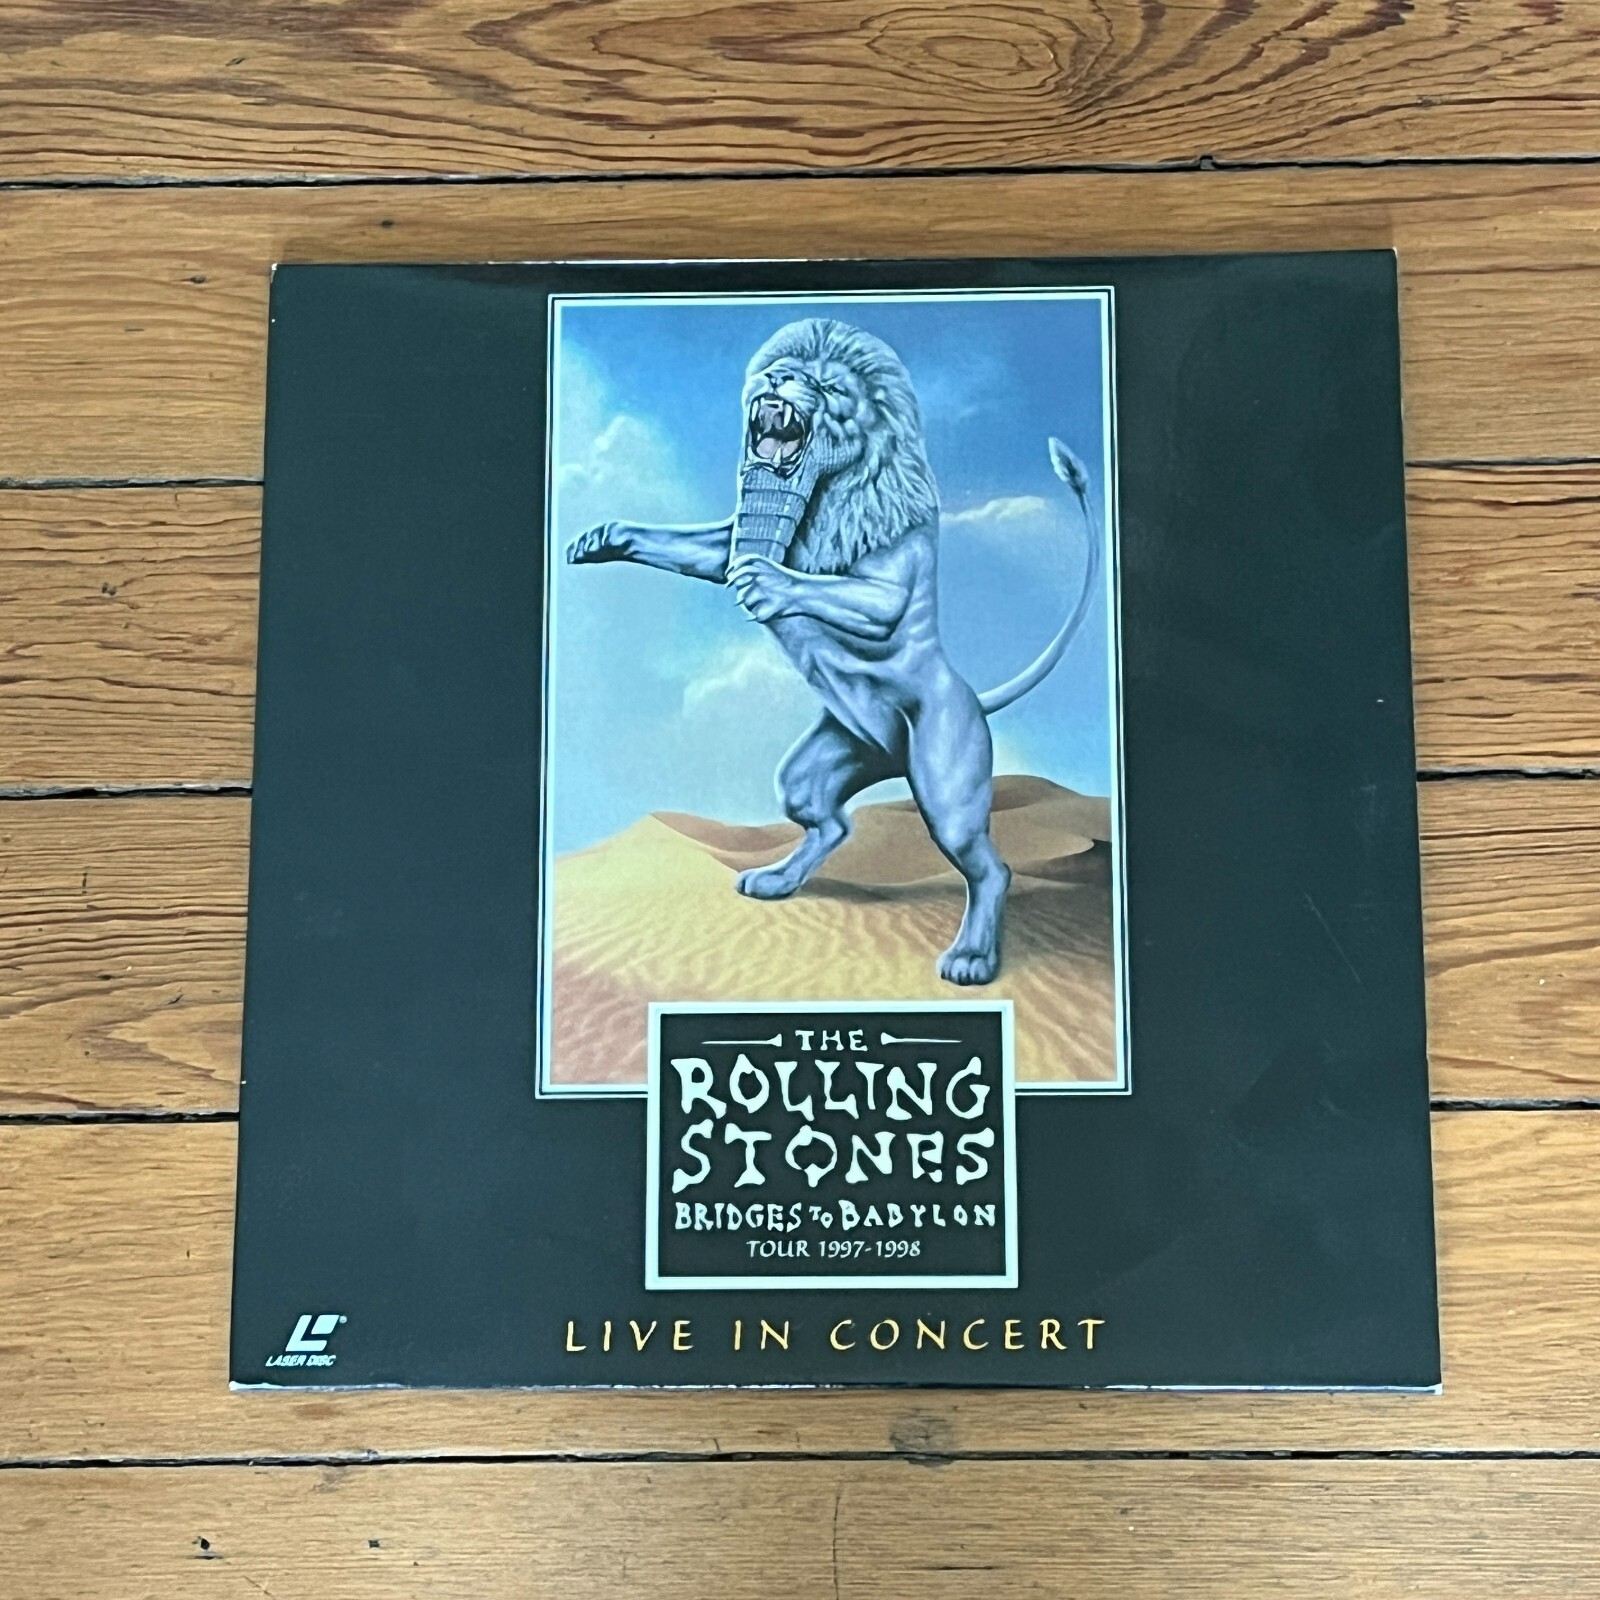 THE
ROLLING
STONES
BRIDGES TO BABYLON
TOUR 1997-1998
LIVE IN CONCERT
LASER DISC